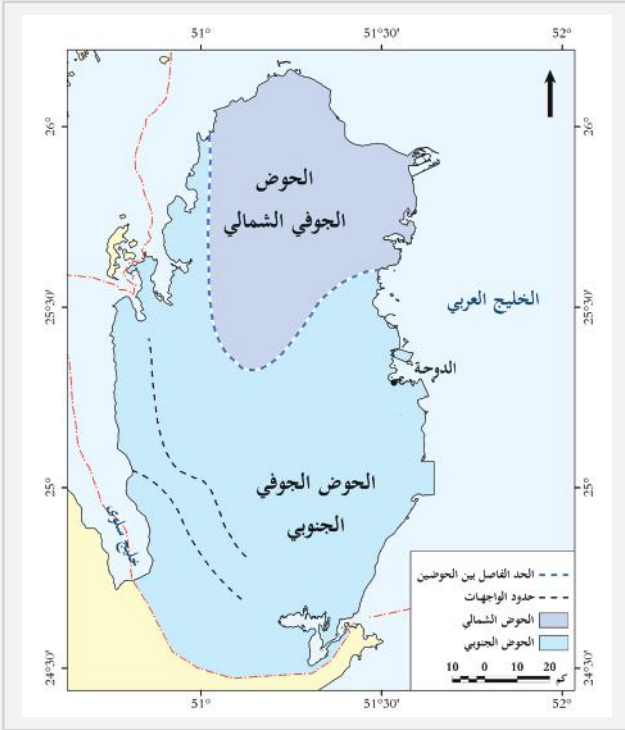 51° 51°30' 52°
26°
26°
الحوض
الجوفي الشمالي
الخليج العربي
25°30'
25°30'
الدوحة
الحوض الجوفي
الجنوبي
25°
25°
خليج سلوى
الحد الفاصل بين الحوضين
حدود الواجهات
الحوض الشمالي
الحوض الجنوبي
10 0 10 20 كم
24°30'
24°30'
51° 51°30' 52°